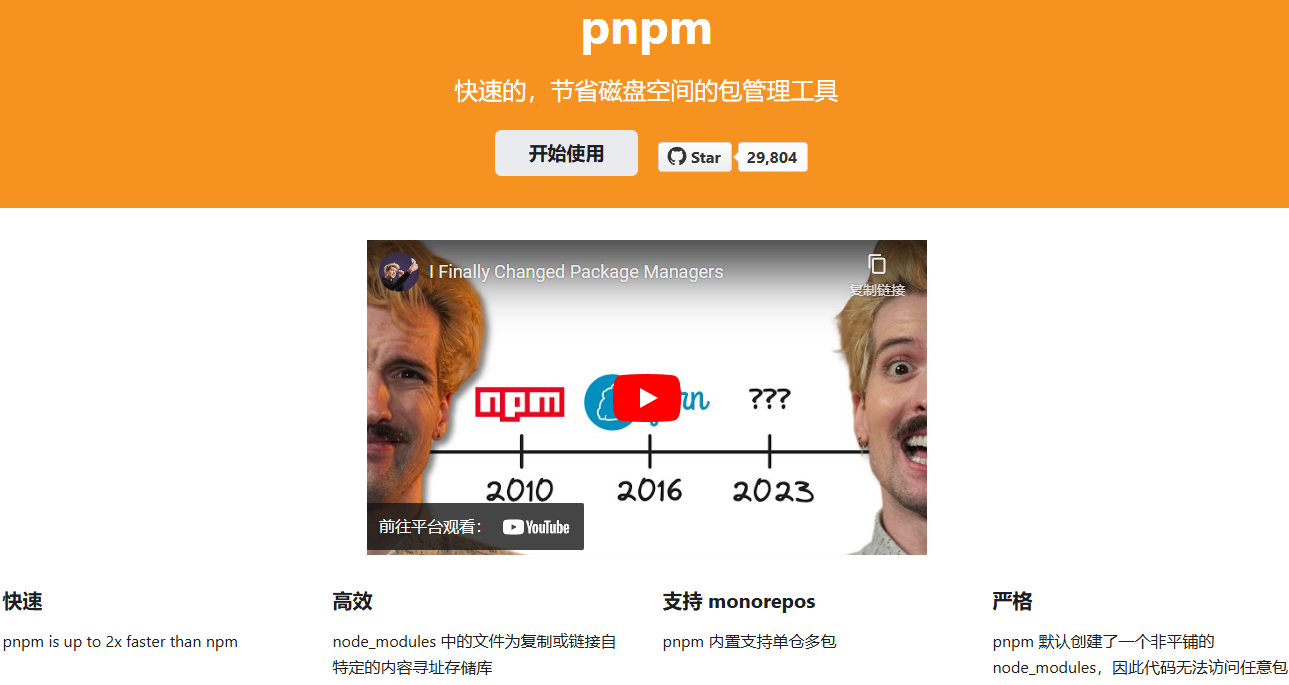 pnpm
快速的，节省磁盘空间的包管理工具
开始使用
Star
29,804
I Finally Changed Package Managers
复制链接
npm
???
2010
2016
2023
前往平台观看：
YouTube
快速
pnpm is up to 2x faster than npm
高效
node_modules 中的文件为复制或链接自
特定的内容寻址存储库
支持 monorepos
pnpm 内置支持单仓多包
严格
pnpm 默认创建了一个非平铺的
node_modules，因此代码无法访问任意包